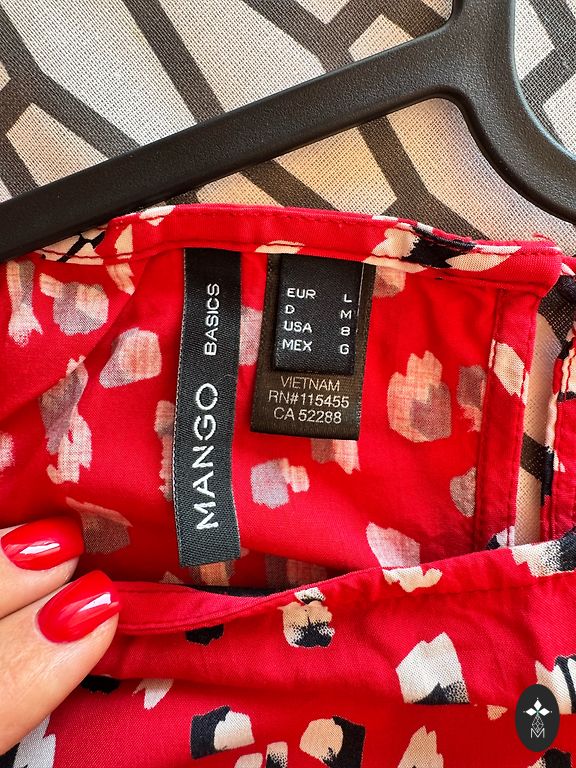 MANGO BASICS
EUR L
D M
USA 8
MEX G
VIETNAM
RN#115455
CA 52288
M